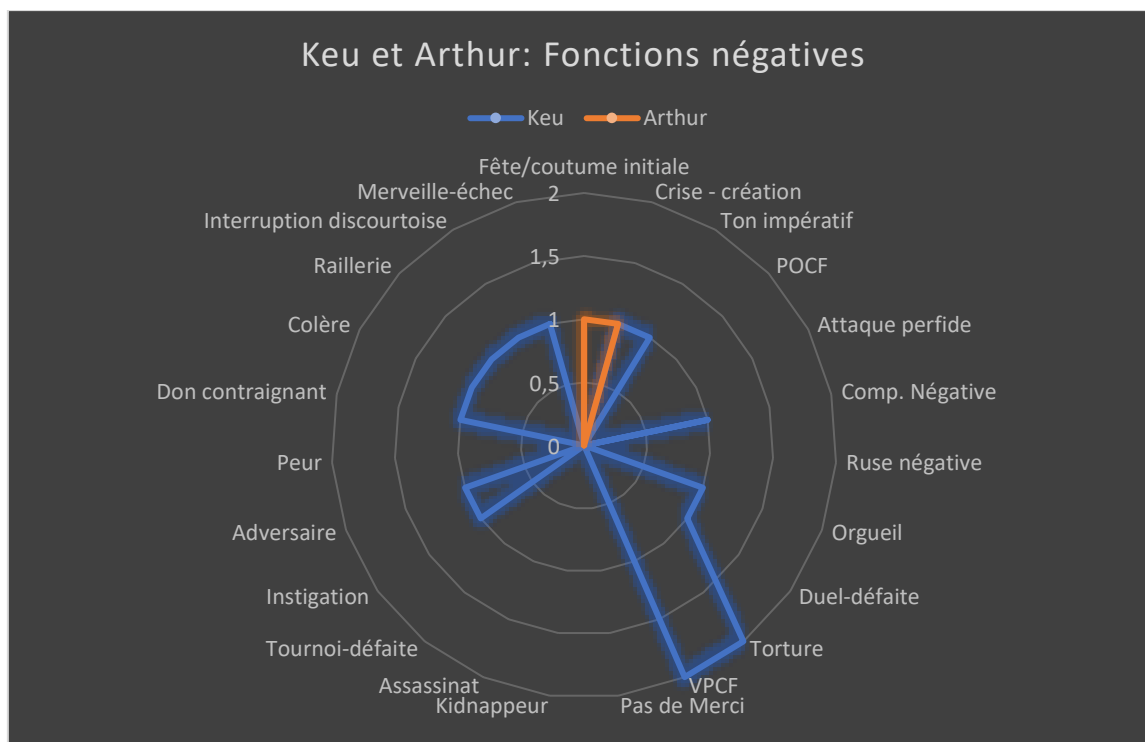 Keu et Arthur: Fonctions négatives
Keu Arthur
Fête/coutume initiale
Merveille-échec
Crise - création
2
Interruption discourtoise
Ton impératif
Raillerie
1,5
POCF
Colère
1
Attaque perfide
Don contraignant
0,5
Comp. Négative
Peur
0
Ruse négative
Adversaire
Orgueil
Instigation
Duel-défaite
Tournoi-défaite
Torture
Assassinat
VPCF
Kidnappeur
Pas de Merci